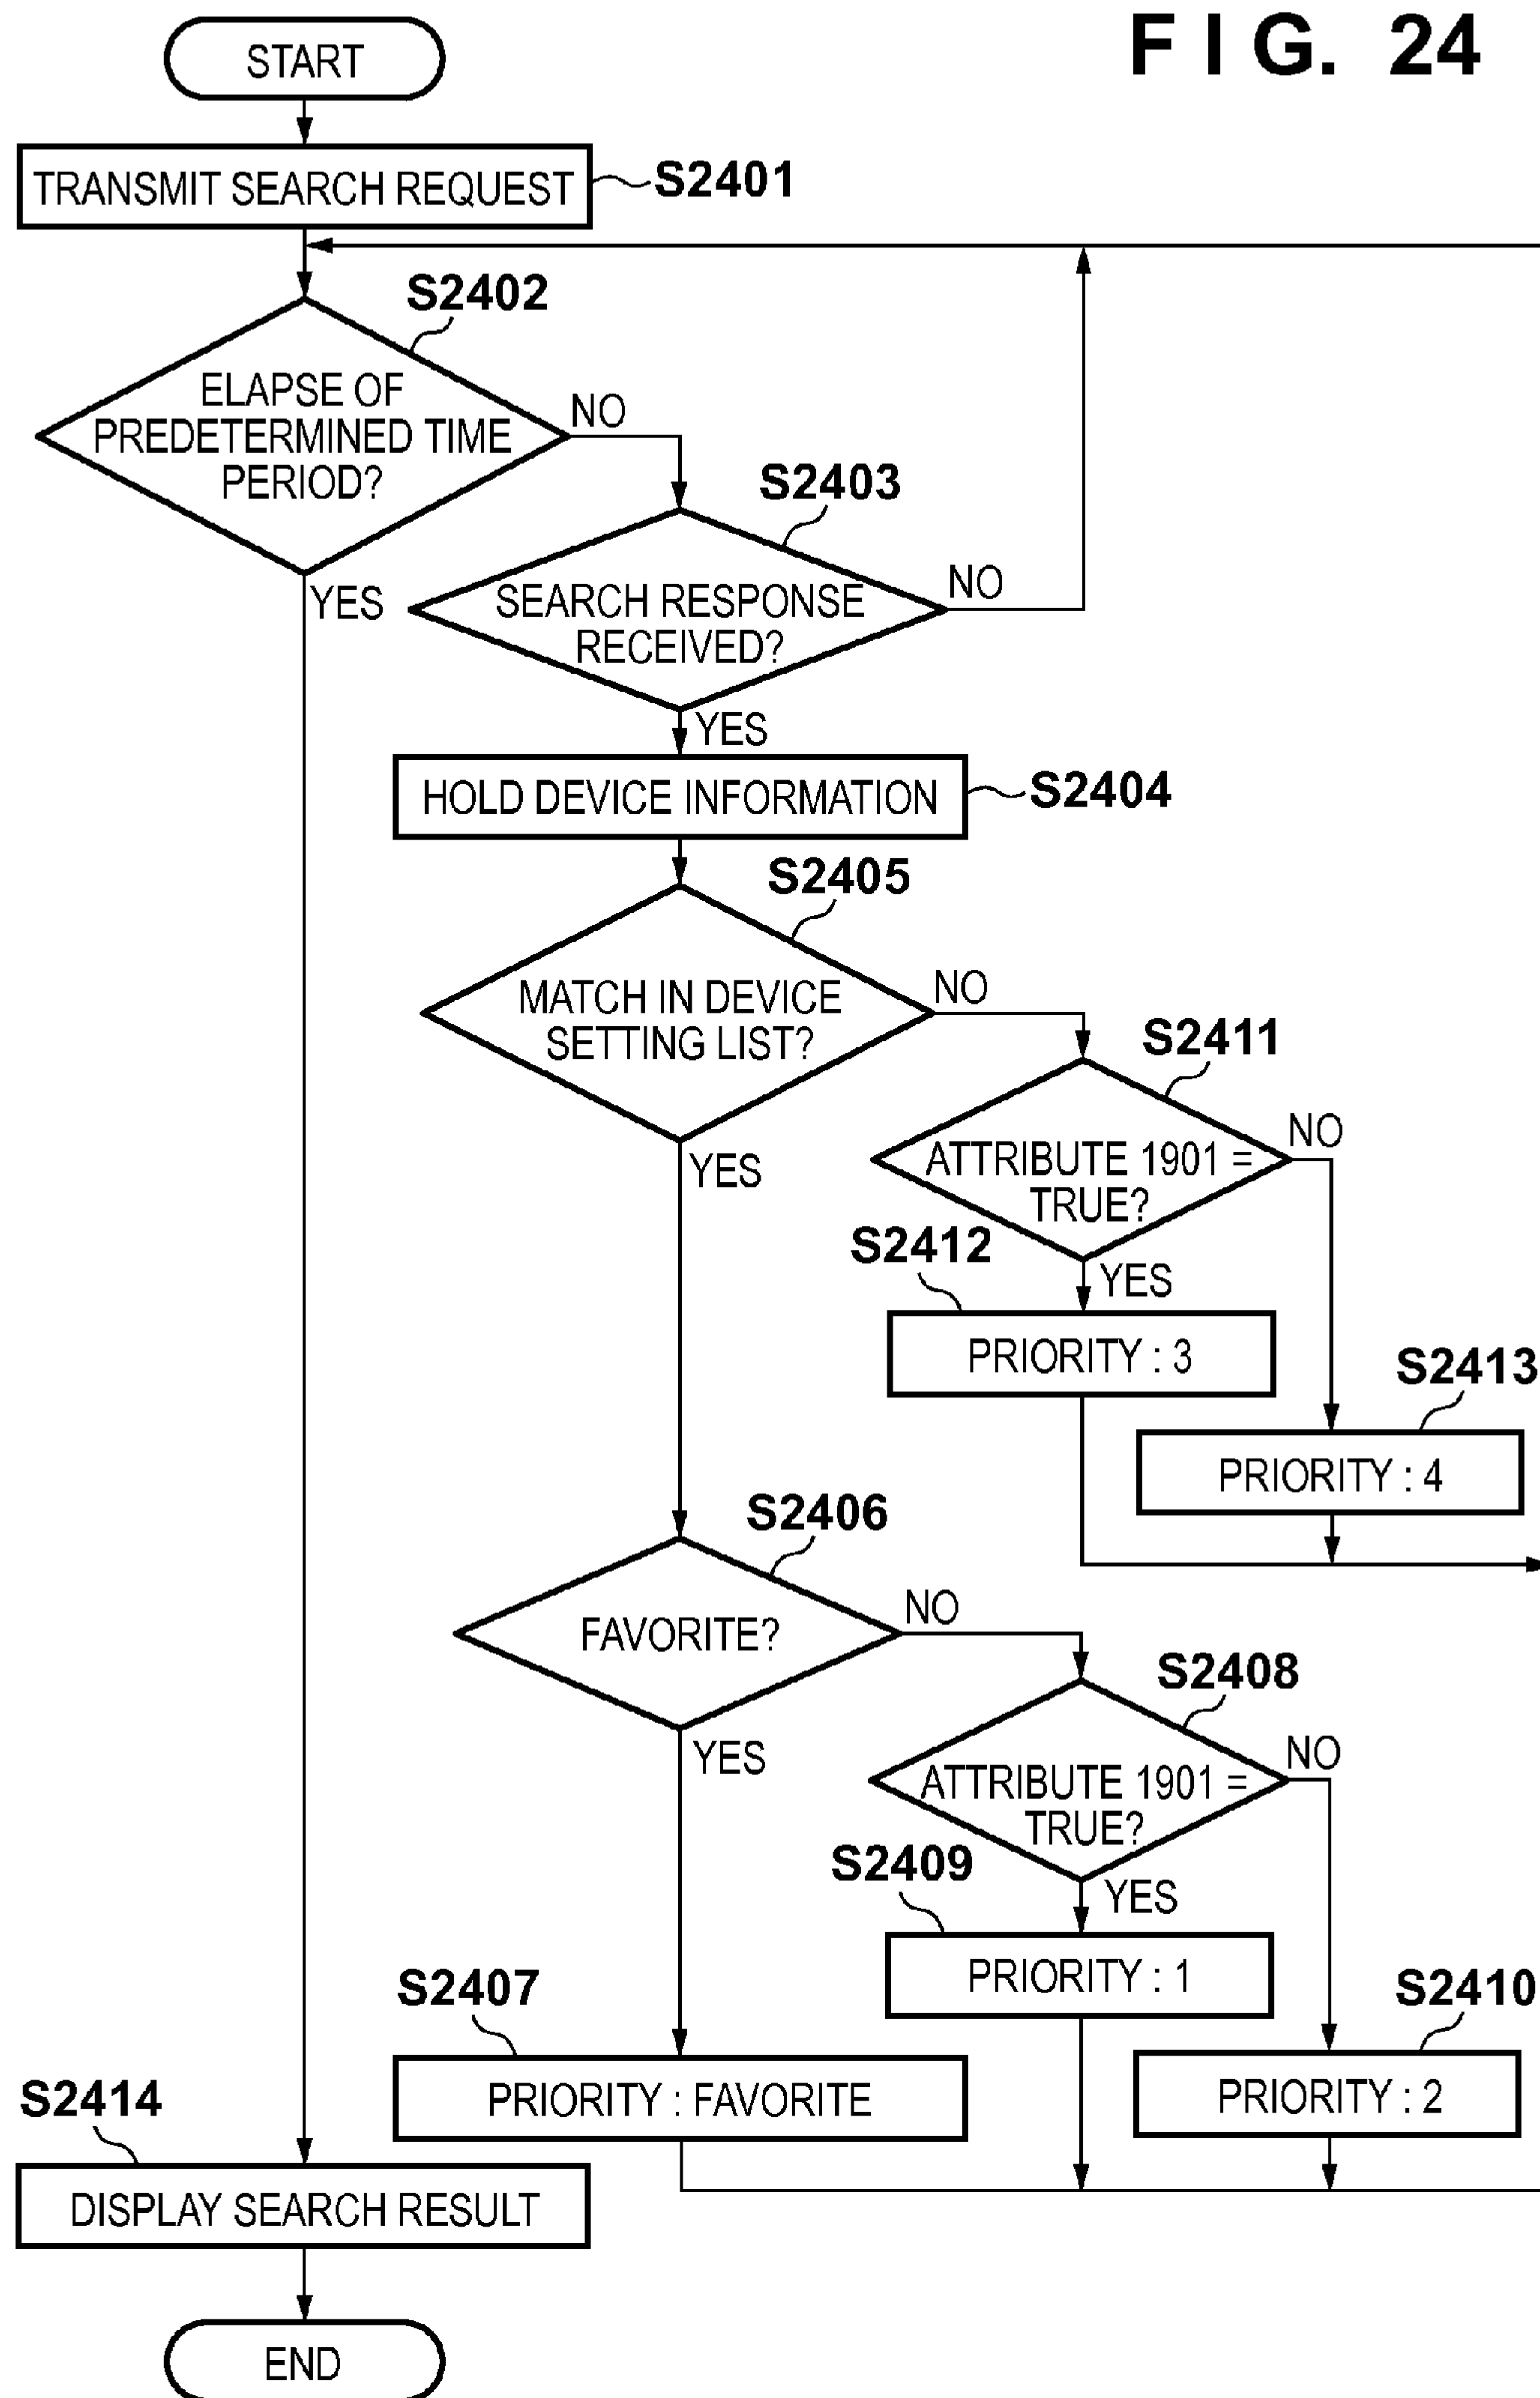 FIG. 24
START
TRANSMIT SEARCH REQUEST
S2401
S2402
ELAPSE OF
PREDETERMINED TIME
PERIOD?
NO
YES
S2403
SEARCH RESPONSE
RECEIVED?
NO
YES
HOLD DEVICE INFORMATION
S2404
S2405
MATCH IN DEVICE
SETTING LIST?
NO
YES
S2411
ATTRIBUTE 1901 =
TRUE?
NO
YES
S2412
PRIORITY : 3
S2413
PRIORITY : 4
S2406
FAVORITE?
NO
YES
S2408
ATTRIBUTE 1901 =
TRUE?
NO
YES
S2409
PRIORITY : 1
S2410
PRIORITY : 2
S2407
PRIORITY : FAVORITE
S2414
DISPLAY SEARCH RESULT
END